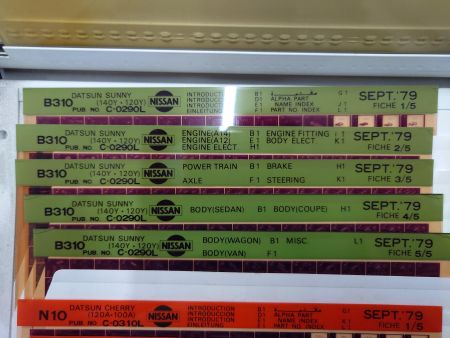 B310 DATSUN SUNNY (140Y・120Y) PUB. NO. C-0290L NISSAN
INTRODUCTION B1
INTRODUCTION D1 ALPHA PART G1
INTRODUCCION E1 NAME INDEX J1
EINLEITUNG F1 PART NO INDEX L1
SEPT.'79 FICHE 1/5
B310 DATSUN SUNNY (140Y・120Y) PUB. NO. C-0290L NISSAN
ENGINE(A14) B1 ENGINE FITTING I1
ENGINE(A12) E1 BODY ELECT K1
ENGINE ELECT H1
SEPT.'79 FICHE 2/5
B310 DATSUN SUNNY (140Y・120Y) PUB. NO. C-0290L NISSAN
POWER TRAIN B1 BRAKE H1
AXLE F1 STEERING K1
SEPT.'79 FICHE 3/5
B310 DATSUN SUNNY (140Y・120Y) PUB. NO. C-0290L NISSAN
BODY(SEDAN) B1 BODY(COUPE) H1
SEPT.'79 FICHE 4/5
B310 DATSUN SUNNY (140Y・120Y) PUB. NO. C-0290L NISSAN
BODY(WAGON) B1 MISC L1
BODY(VAN) F1
SEPT.'79 FICHE 5/5
N10 DATSUN CHERRY (120A・100A) PUB. NO. C-0310L NISSAN
INTRODUCTION B1
INTRODUCTION D1 ALPHA PART G1
INTRODUCCION E1 NAME INDEX
EINLEITUNG F1 PART NO INDEX K1
SEPT.'79 FICHE 1/5